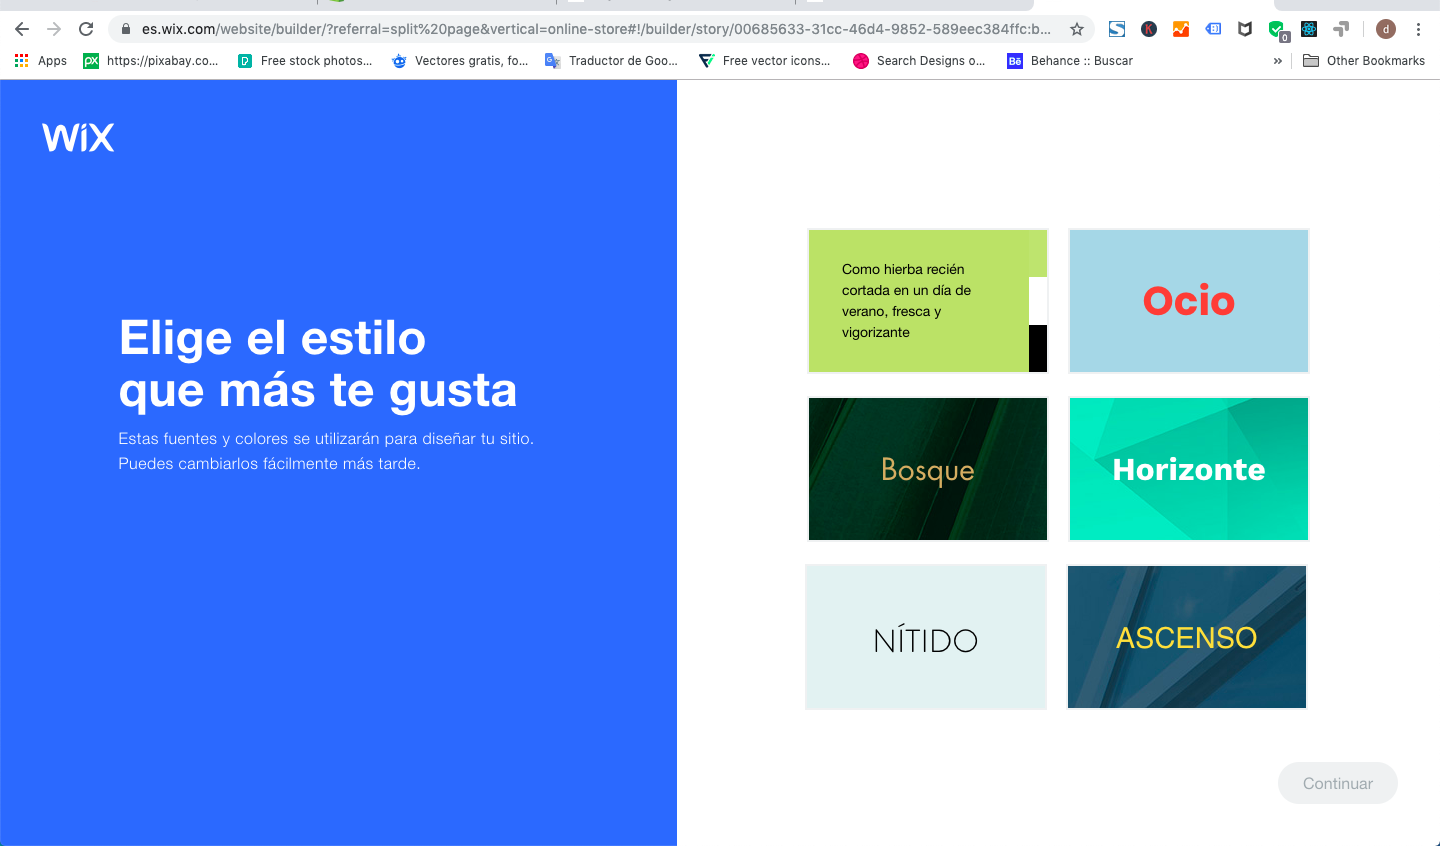 es.wix.com/website/builder/?referral=split%20page&vertical=online-store#!/builder/story/00685633-31cc-46d4-9852-589eec384ffc:b...
K
0
d
Apps
px
https://pixabay.co...
Free stock photos...
Vectores gratis, fo...
G
Traductor de Goo...
Free vector icons...
Search Designs o...
Bē
Behance :: Buscar
»
Other Bookmarks
WiX
Elige el estilo
que más te gusta
Estas fuentes y colores se utilizarán para diseñar tu sitio.
Puedes cambiarlos fácilmente más tarde.
Como hierba recién
cortada en un día de
verano, fresca y
vigorizante
Ocio
Bosque
Horizonte
NÍTIDO
ASCENSO
Continuar